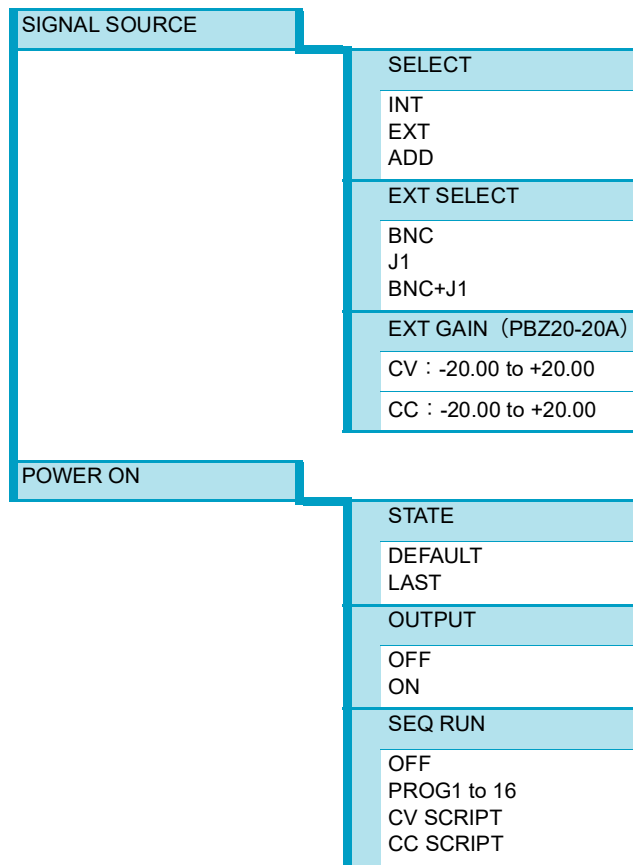 SIGNAL SOURCE
SELECT
INT
EXT
ADD
EXT SELECT
BNC
J1
BNC+J1
EXT GAIN（PBZ20-20A）
CV：-20.00 to +20.00
CC：-20.00 to +20.00
POWER ON
STATE
DEFAULT
LAST
OUTPUT
OFF
ON
SEQ RUN
OFF
PROG1 to 16
CV SCRIPT
CC SCRIPT